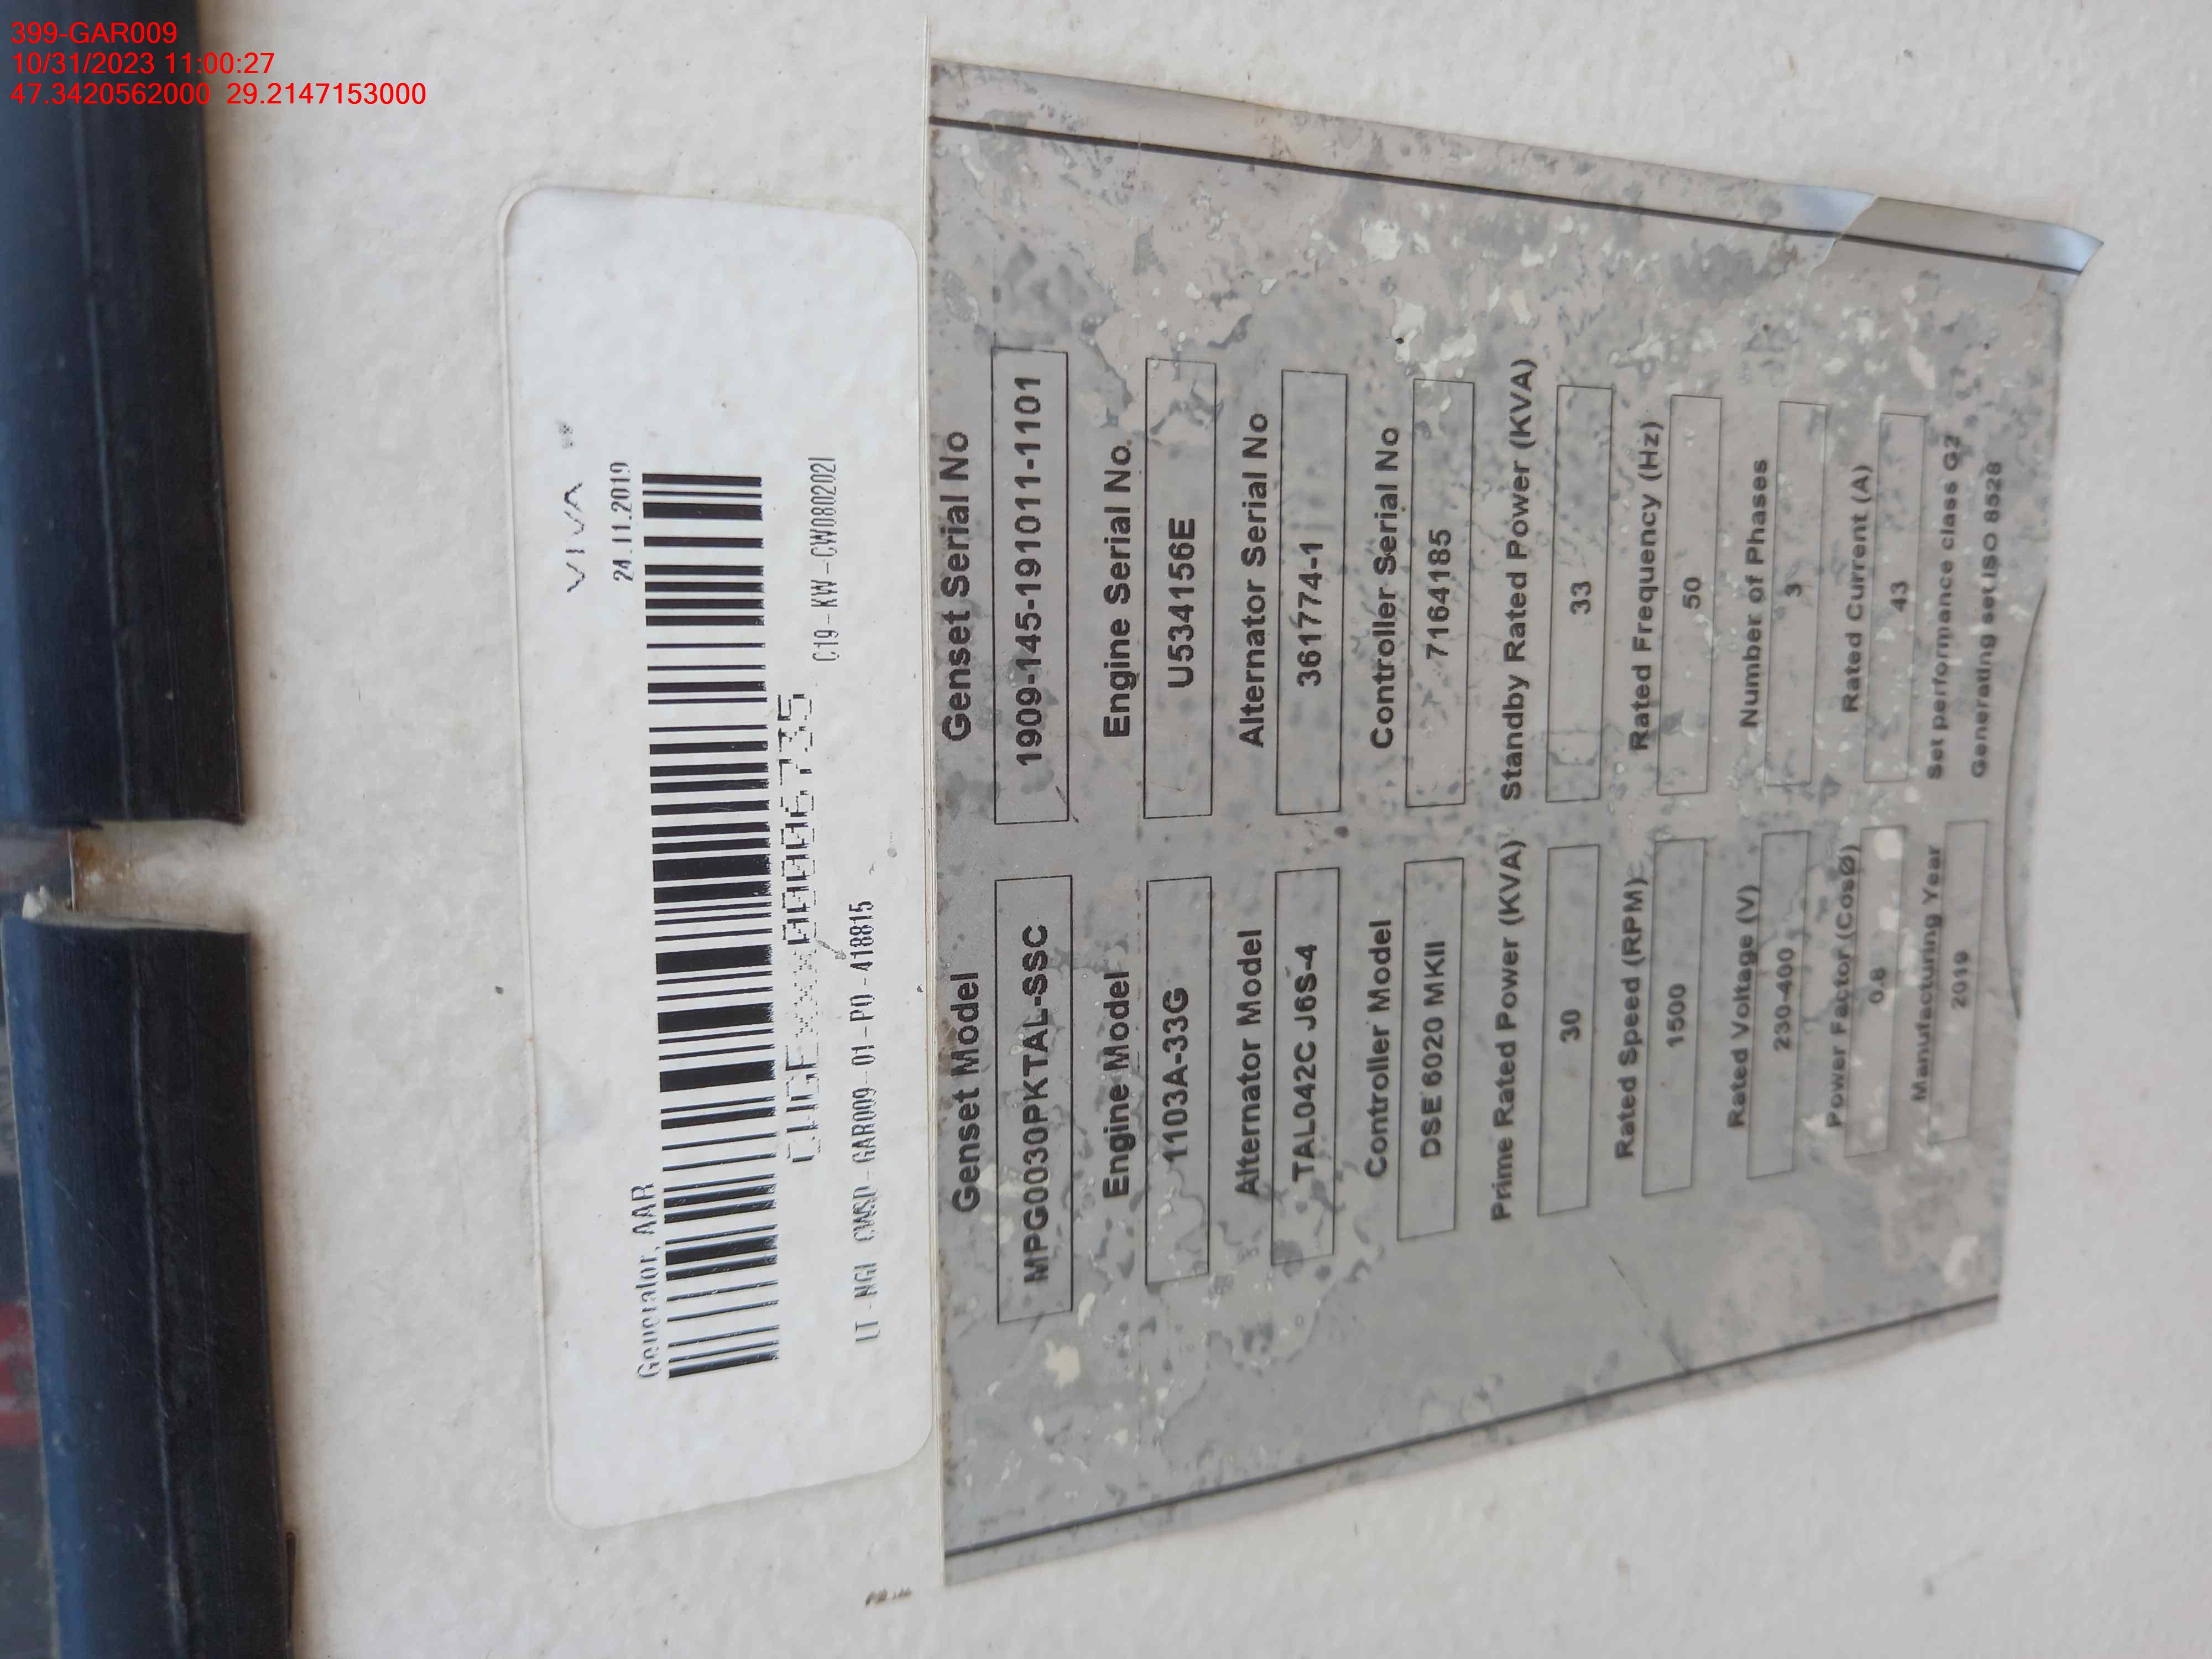 399-GAR009
10/31/2023 11:00:27
47.3420562000 29.2147153000
VIVA
Generator, AAR 24.11.2019
C19-KW-CW08022021
LT-NGI CWSP-GAR009-01-PO-418815
Genset Model Genset Serial No
MPG0030PKTAL-SSC 1909-145-191011-1101
Engine Model Engine Serial No
1103A-33G U534156E
Alternator Model Alternator Serial No
TAL042C J6S-4 361774-1
Controller Model Controller Serial No
DSE 6020 MKII 7164185
Prime Rated Power (KVA) Standby Rated Power (KVA)
30 33
Rated Speed (RPM) Rated Frequency (Hz)
1500 50
Rated Voltage (V) Number of Phases
230-400 3
Power Factor (CosØ) Rated Current (A)
0.8 43
Manufacturing Year Set performance class G2
2019 Generating set ISO 8528